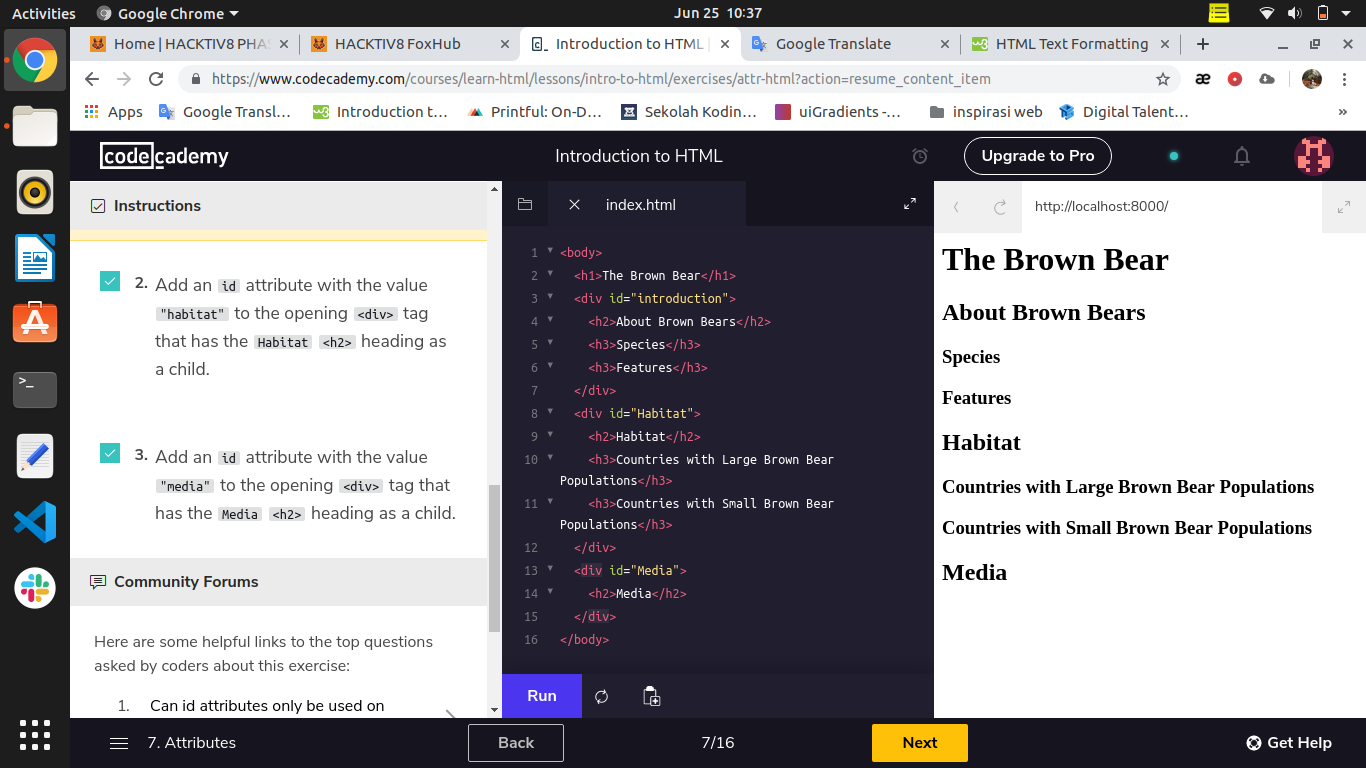 Activities
Google Chrome
Jun 25 10:37
Home | HACKTIV8 PHAS
HACKTIV8 FoxHub
Introduction to HTML |
Google Translate
HTML Text Formatting
https://www.codecademy.com/courses/learn-html/lessons/intro-to-html/exercises/attr-html?action=resume_content_item
Apps
Google Transl…
Introduction t…
Printful: On-D…
Sekolah Kodin…
uiGradients -…
inspirasi web
Digital Talent…
»
codecademy
Introduction to HTML
Upgrade to Pro
Instructions
2. Add an id attribute with the value
"habitat" to the opening <div> tag
that has the Habitat <h2> heading as
a child.
3. Add an id attribute with the value
"media" to the opening <div> tag that
has the Media <h2> heading as a child.
Community Forums
Here are some helpful links to the top questions
asked by coders about this exercise:
1. Can id attributes only be used on
index.html
1 <body>
2 <h1>The Brown Bear</h1>
3 <div id="introduction">
4 <h2>About Brown Bears</h2>
5 <h3>Species</h3>
6 <h3>Features</h3>
7 </div>
8 <div id="Habitat">
9 <h2>Habitat</h2>
10 <h3>Countries with Large Brown Bear
Populations</h3>
11 <h3>Countries with Small Brown Bear
Populations</h3>
12 </div>
13 <div id="Media">
14 <h2>Media</h2>
15 </div>
16 </body>
Run
http://localhost:8000/
The Brown Bear
About Brown Bears
Species
Features
Habitat
Countries with Large Brown Bear Populations
Countries with Small Brown Bear Populations
Media
7. Attributes
Back
7/16
Next
Get Help